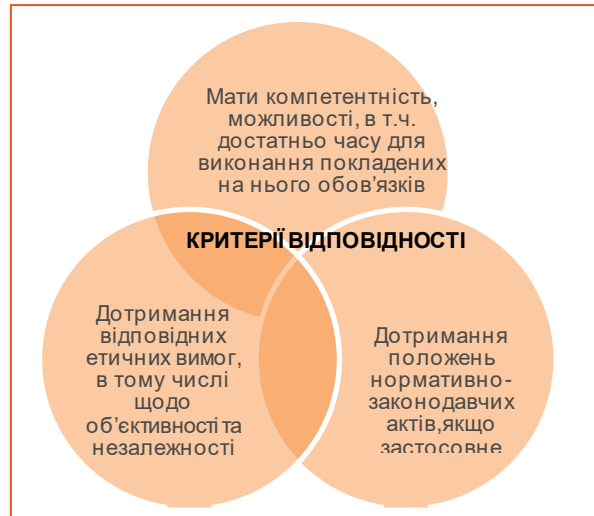 Мати компетентність,
можливості, в т.ч.
достатньо часу для
виконання покладених
на нього обов’язків
КРИТЕРІЇ ВІДПОВІДНОСТІ
Дотримання
відповідних
етичних вимог,
в тому числі
щодо
об’єктивності та
незалежності
Дотримання
положень
нормативно-
законодавчих
актів,якщо
застосовне